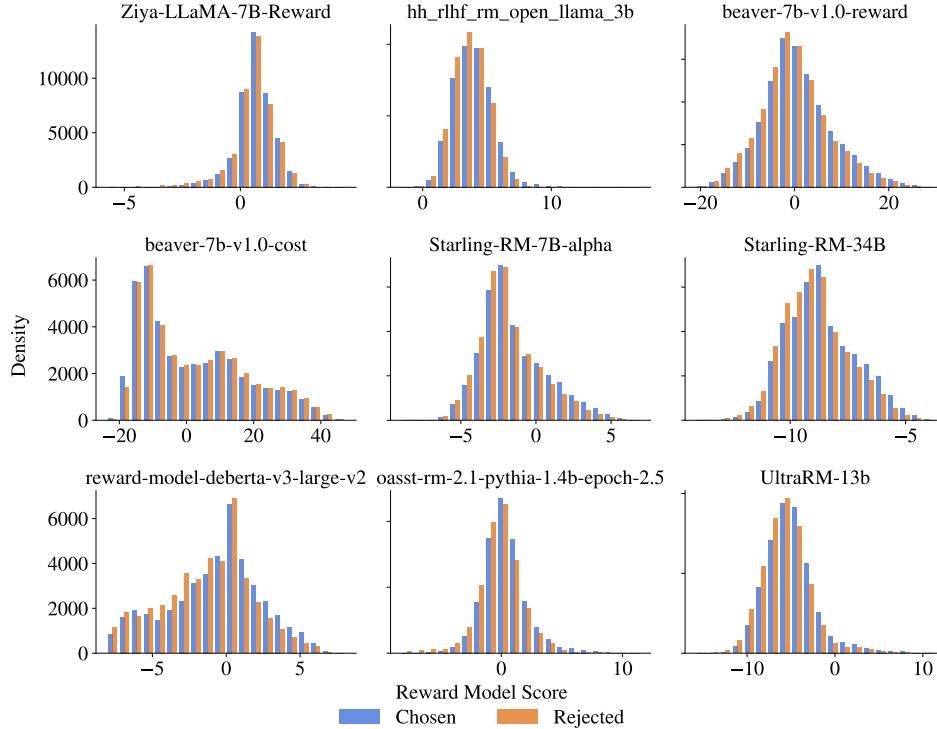 Ziya-LLaMA-7B-Reward
hh_rlhf_rm_open_llama_3b
beaver-7b-v1.0-reward
10000
5000
0
−5 0
0 10
−20 0 20
beaver-7b-v1.0-cost
Starling-RM-7B-alpha
Starling-RM-34B
Density
6000
4000
2000
0
−20 0 20 40
−5 0 5
−10 −5
reward-model-deberta-v3-large-v2
oasst-rm-2.1-pythia-1.4b-epoch-2.5
UltraRM-13b
6000
4000
2000
0
−5 0 5
0 10
−10 0 10
Reward Model Score
Chosen Rejected